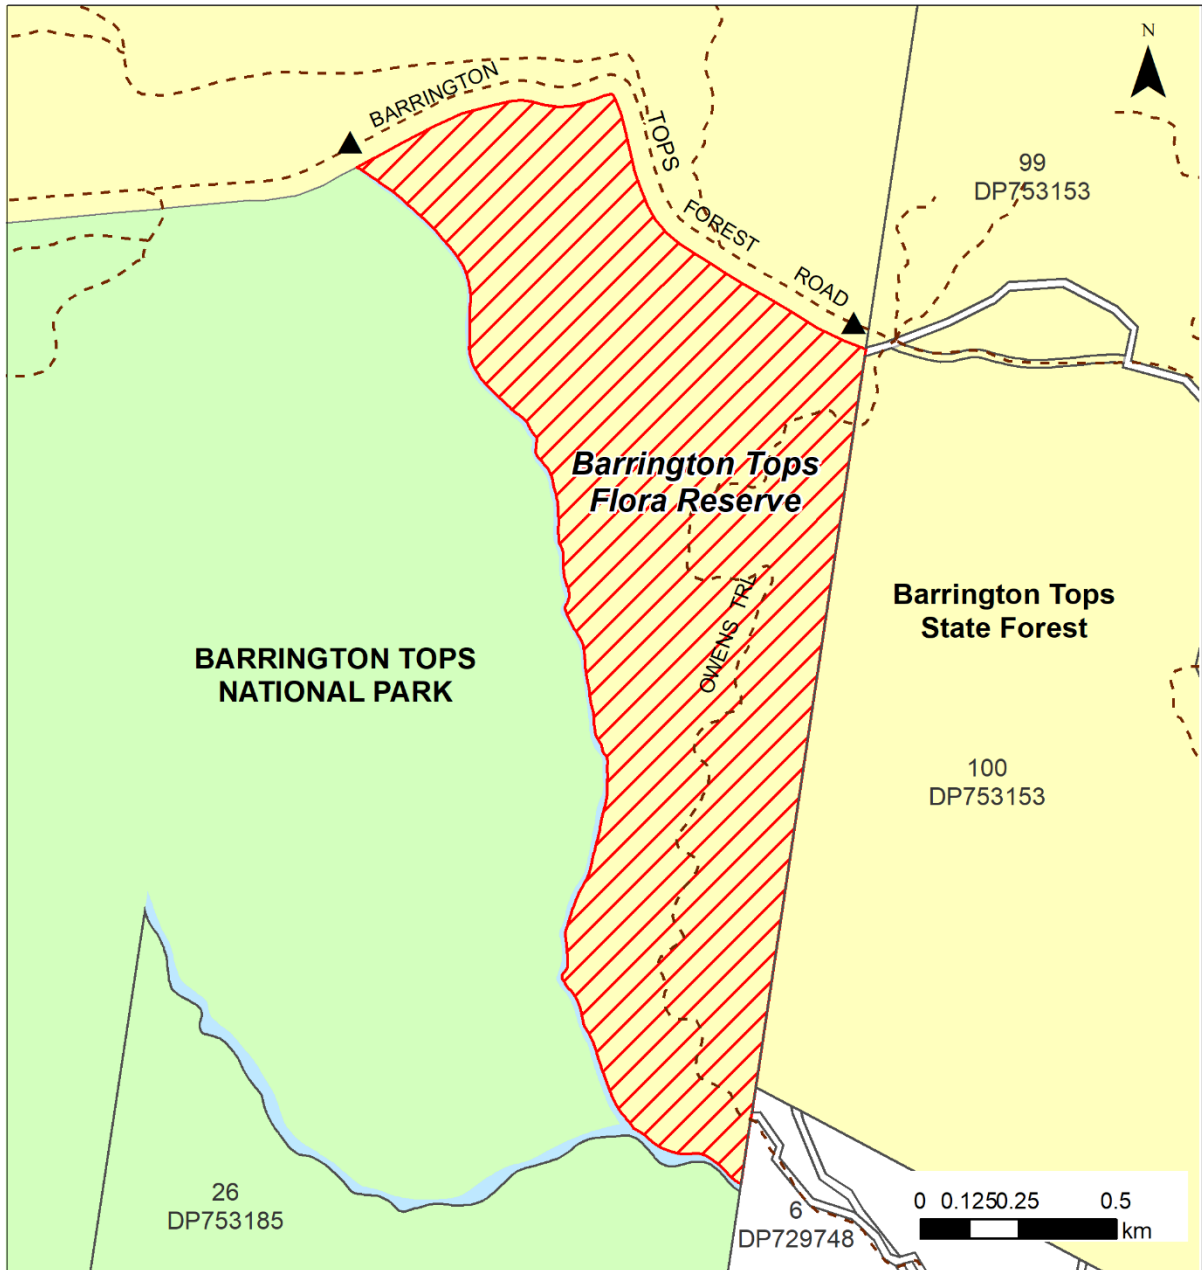 N
BARRINGTON
TOPS
FOREST
ROAD
99
DP753153
Barrington Tops
Flora Reserve
OWENS TRL
Barrington Tops
State Forest
BARRINGTON TOPS
NATIONAL PARK
100
DP753153
26
DP753185
6
DP729748
0 0.125 0.25 0.5
km